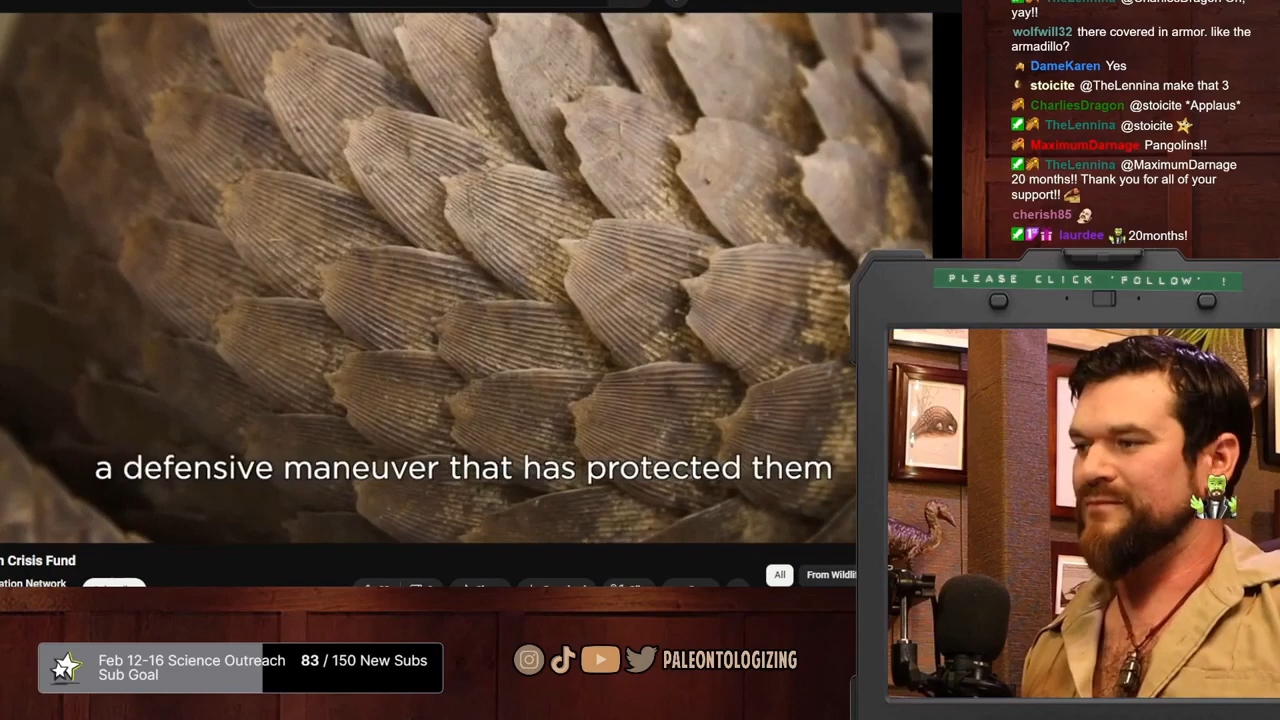 yay!!
wolfwill32 there covered in armor. like the
armadillo?
DameKaren Yes
stoicite @TheLennina make that 3
CharliesDragon @stoicite *Applaus*
TheLennina @stoicite
MaximumDarnage Pangolins!!
TheLennina @MaximumDarnage
20 months!! Thank you for all of your
support!!
cherish85
laurdee 20months!
PLEASE CLICK 'FOLLOW' !
a defensive maneuver that has protected them
n Crisis Fund
ation Network
All
From Wildli
Feb 12-16 Science Outreach
Sub Goal
83 / 150 New Subs
PALEONTOLOGIZING